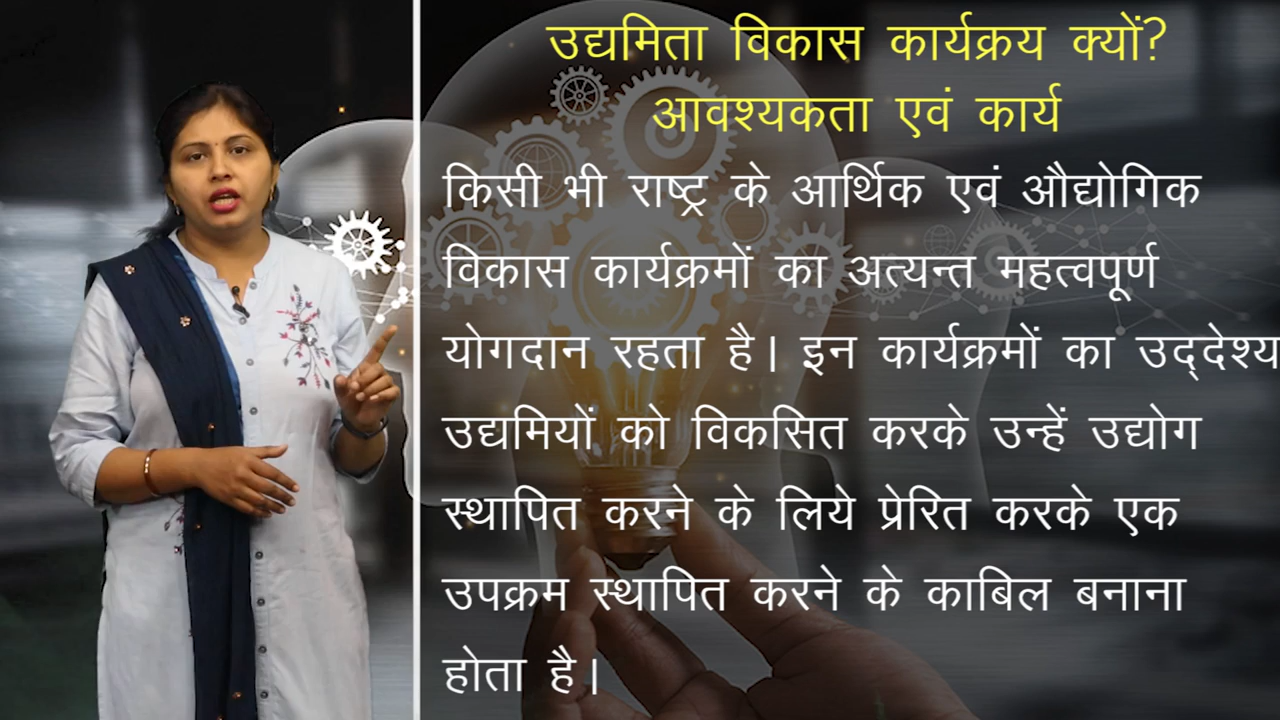 उद्यमिता विकास कार्यक्रय क्यों?
आवश्यकता एवं कार्य
किसी भी राष्ट्र के आर्थिक एवं औद्योगिक
विकास कार्यक्रमों का अत्यन्त महत्वपूर्ण
योगदान रहता है। इन कार्यक्रमों का उद्‌देश्य
उद्यमियों को विकसित करके उन्हें उद्योग
स्थापित करने के लिये प्रेरित करके एक
उपक्रम स्थापित करने के काबिल बनाना
होता है।